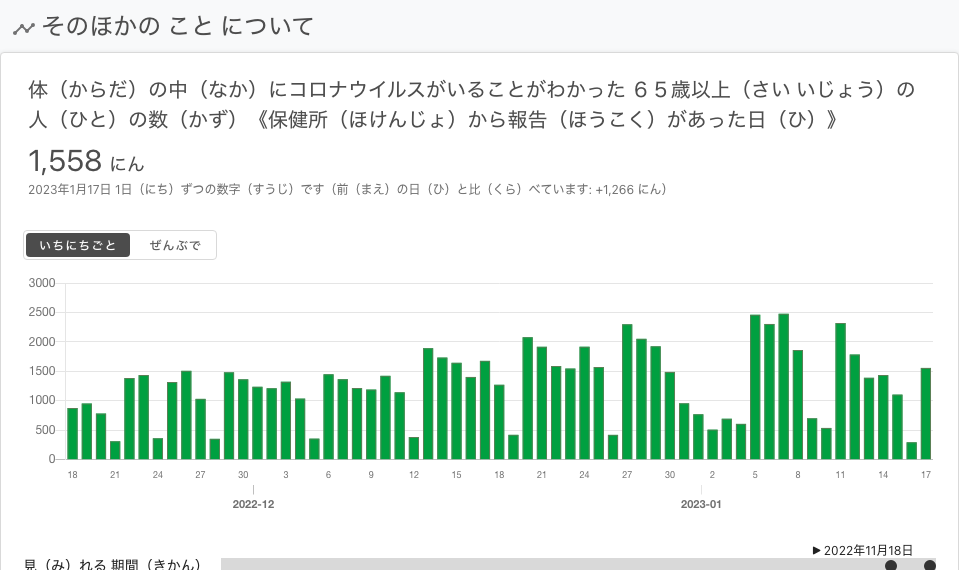 そのほかの こと について
体（からだ）の中（なか）にコロナウイルスがいることがわかった ６５歳以上（さい いじょう）の
人（ひと）の数（かず）《保健所（ほけんじょ）から報告（ほうこく）があった日（ひ）》
1,558 にん
2023年1月17日 1日（にち）ずつの数字（すうじ）です（前（まえ）の日（ひ）と比（くら）べています: +1,266 にん）
いちにちごと ぜんぶで
3000
2500
2000
1500
1000
500
0
18 21 24 27 30 3 6 9 12 15 18 21 24 27 30 2 5 8 11 14 17
2022-12 2023-01
▶ 2022年11月18日
見（み）れる 期間（きかん）